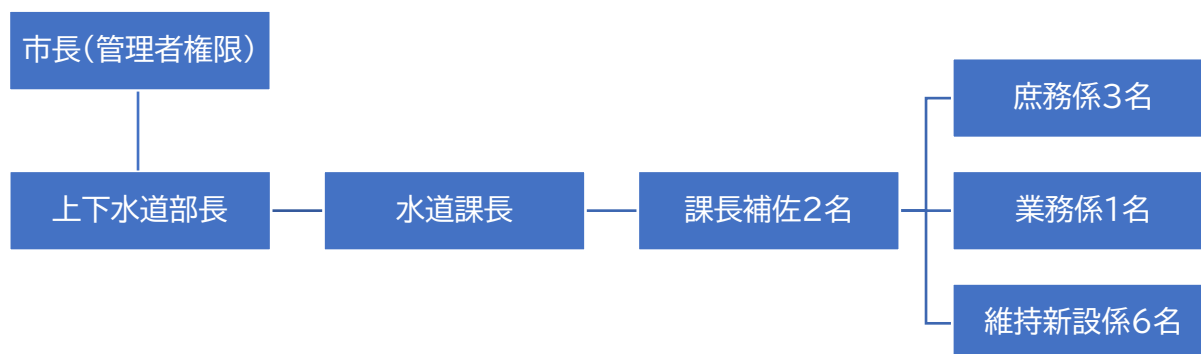 市長(管理者権限)
上下水道部長
水道課長
課長補佐2名
庶務係3名
業務係1名
維持新設係6名